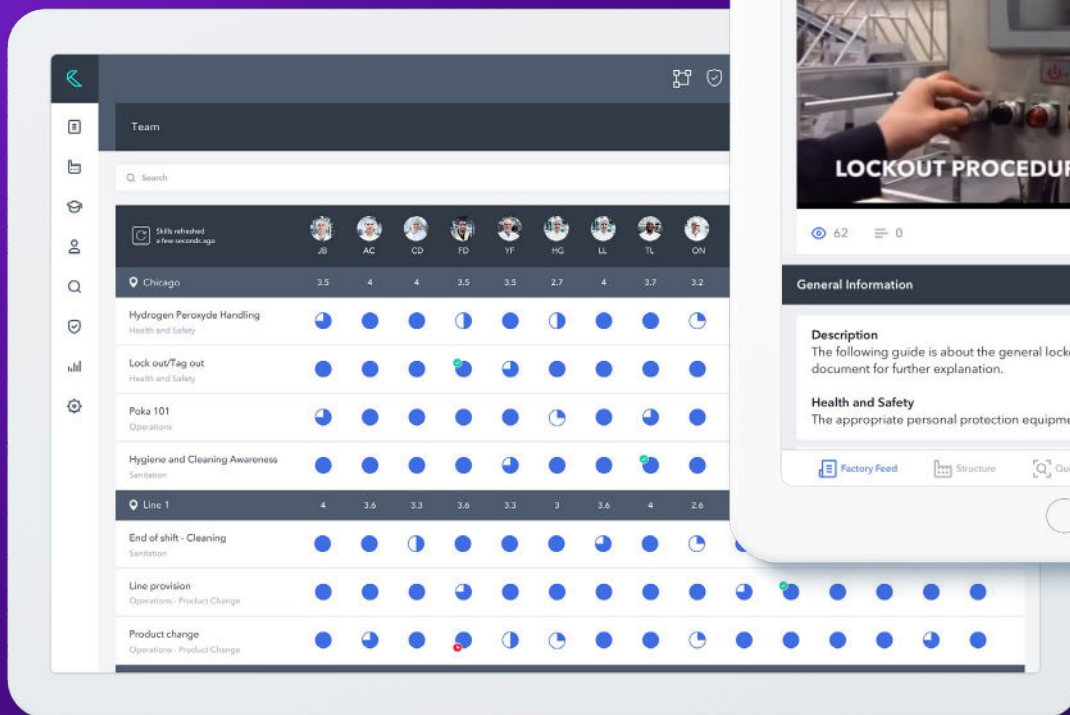 Team
Search
Skills refreshed
a few seconds ago
JB AC CD FD YF HG LL TL ON
Chicago 3.5 4 4 3.5 3.5 2.7 4 3.7 3.2
Hydrogen Peroxyde Handling
Health and Safety
Lock out/Tag out
Health and Safety
Poka 101
Operations
Hygiene and Cleaning Awareness
Sanitation
Line 1 4 3.6 3.3 3.6 3.3 3 3.6 4 2.6
End of shift - Cleaning
Sanitation
Line provision
Operations - Product Change
Product change
Operations - Product Change
LOCKOUT
62 0
General Information
Description
The following guide is about the general
document for further explanation.
Health and Safety
The appropriate personal protection
Factory Feed Structure